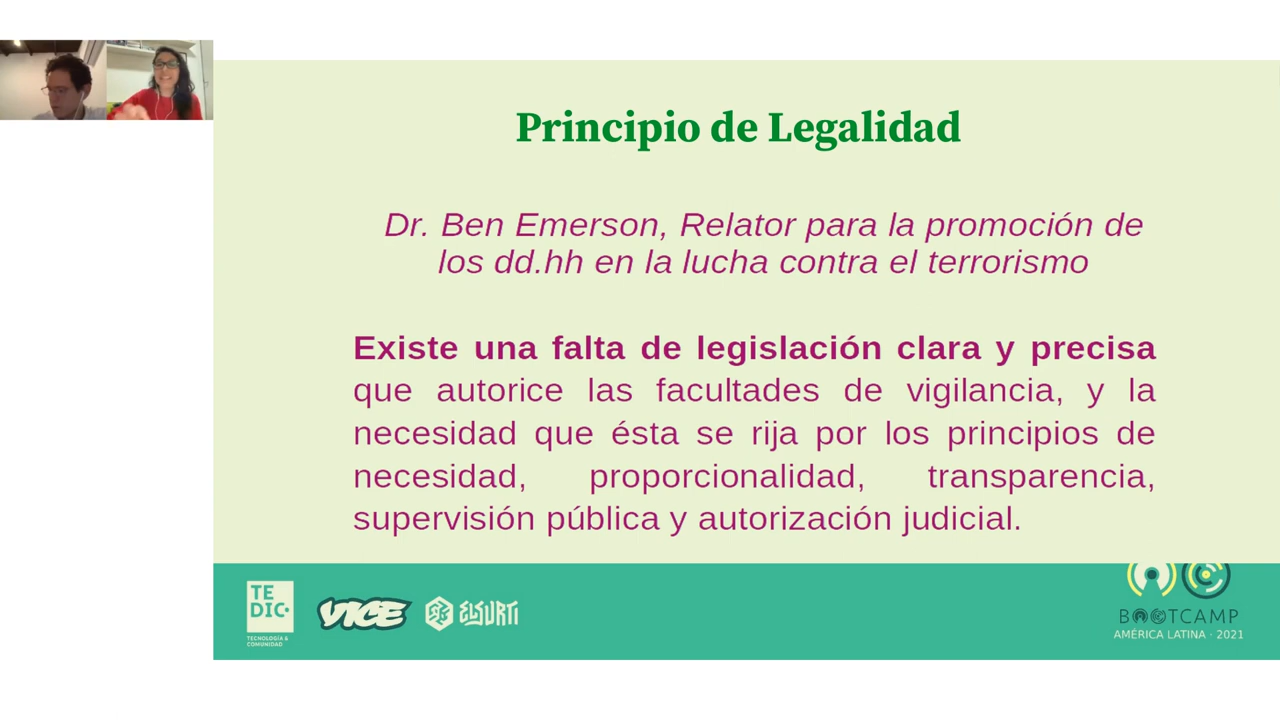 Principio de Legalidad
Dr. Ben Emerson, Relator para la promoción de
los dd.hh en la lucha contra el terrorismo
Existe una falta de legislación clara y precisa
que autorice las facultades de vigilancia, y la
necesidad que ésta se rija por los principios de
necesidad, proporcionalidad, transparencia,
supervisión pública y autorización judicial.
TE
DIC
TECNOLOGÍA &
COMUNIDAD
VICE
ELSURTI
BOOTCAMP
AMÉRICA LATINA · 2021